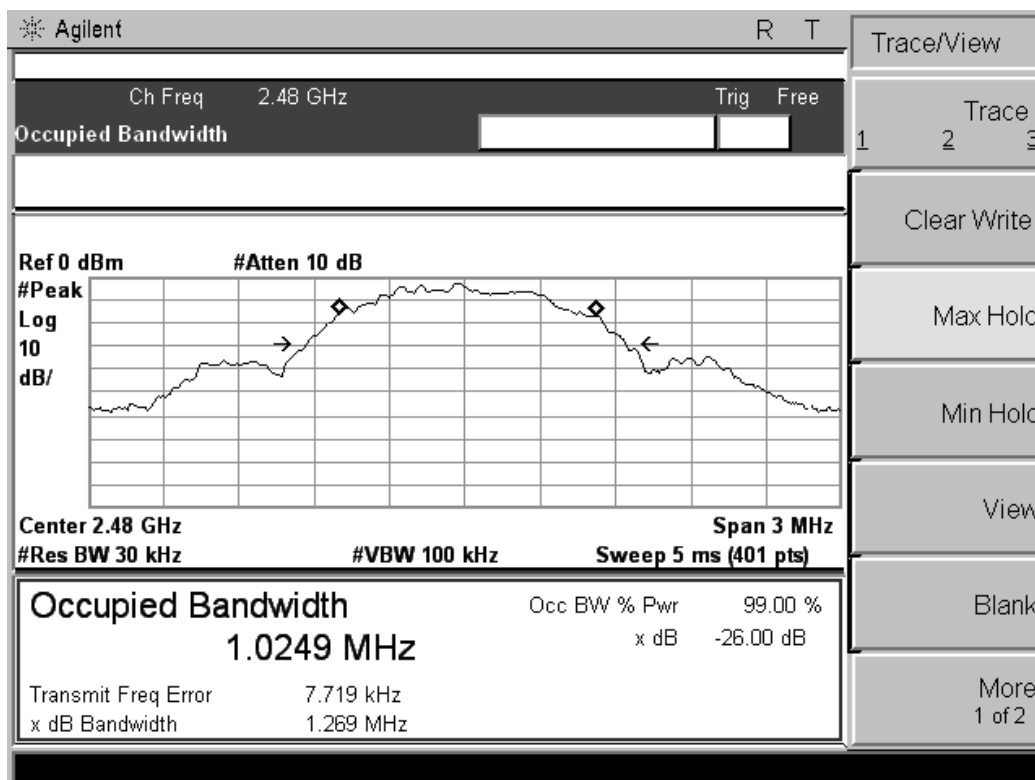 Agilent R T
Ch Freq 2.48 GHz Trig Free
Occupied Bandwidth
Ref 0 dBm #Atten 10 dB
#Peak
Log
10
dB/
Center 2.48 GHz Span 3 MHz
#Res BW 30 kHz #VBW 100 kHz Sweep 5 ms (401 pts)
Occupied Bandwidth
1.0249 MHz
Occ BW % Pwr 99.00 %
x dB -26.00 dB
Transmit Freq Error 7.719 kHz
x dB Bandwidth 1.269 MHz
Trace/View
Trace
1 2 3
Clear Write
Max Hold
Min Hold
View
Blank
More
1 of 2